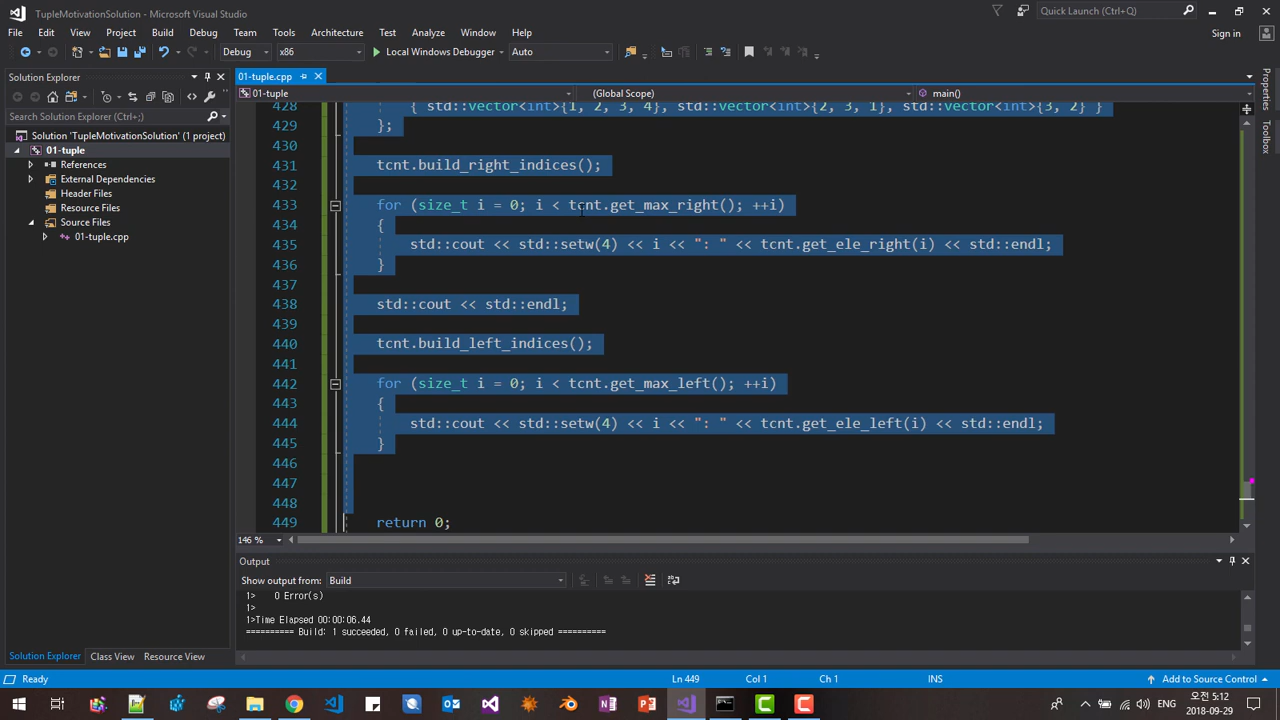 TupleMotivationSolution - Microsoft Visual Studio
Quick Launch (Ctrl+Q)
File Edit View Project Build Debug Team Tools Architecture Test Analyze Window Help
Sign in
Debug x86 Local Windows Debugger Auto
Solution Explorer
Search Solution Explorer (Ctrl+;)
Solution 'TupleMotivationSolution' (1 project)
01-tuple
References
External Dependencies
Header Files
Resource Files
Source Files
01-tuple.cpp
Solution Explorer Class View Resource View
01-tuple.cpp
01-tuple (Global Scope) main()
428 { std::vector<int>{1, 2, 3, 4}, std::vector<int>{2, 3, 1}, std::vector<int>{3, 2} }
429 };
430
431 tcnt.build_right_indices();
432
433 for (size_t i = 0; i < tcnt.get_max_right(); ++i)
434 {
435 std::cout << std::setw(4) << i << ": " << tcnt.get_ele_right(i) << std::endl;
436 }
437
438 std::cout << std::endl;
439
440 tcnt.build_left_indices();
441
442 for (size_t i = 0; i < tcnt.get_max_left(); ++i)
443 {
444 std::cout << std::setw(4) << i << ": " << tcnt.get_ele_left(i) << std::endl;
445 }
446
447
448
449 return 0;
146 %
Output
Show output from: Build
1> 0 Error(s)
1>
1>Time Elapsed 00:00:06.44
========== Build: 1 succeeded, 0 failed, 0 up-to-date, 0 skipped ==========
Properties
Toolbox
Ready Ln 449 Col 1 Ch 1 INS Add to Source Control
ENG
오전 5:12
2018-09-29